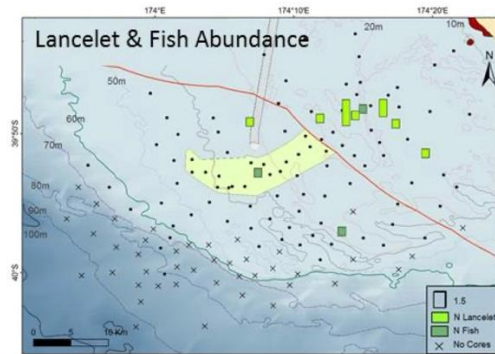 174°E 174°10'E 174°20'E
Lancelet & Fish Abundance
20m 10m
N
50m
60m
39°50'S
70m
80m
90m
100m
40°S
1.5
N Lancelet
N Fish
No Cores
0 5 10 Km